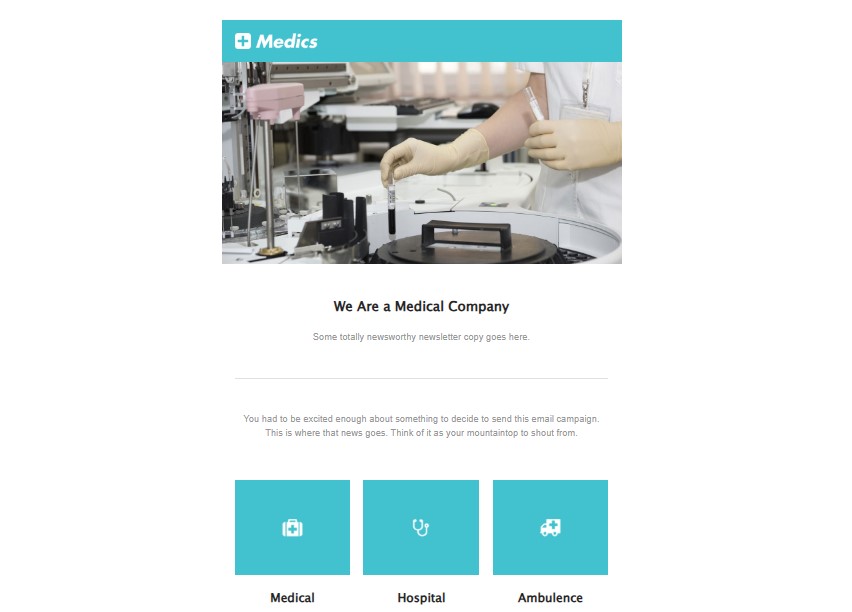 Medics
We Are a Medical Company
Some totally newsworthy newsletter copy goes here.
You had to be excited enough about something to decide to send this email campaign.
This is where that news goes. Think of it as your mountaintop to shout from.
Medical Hospital Ambulence